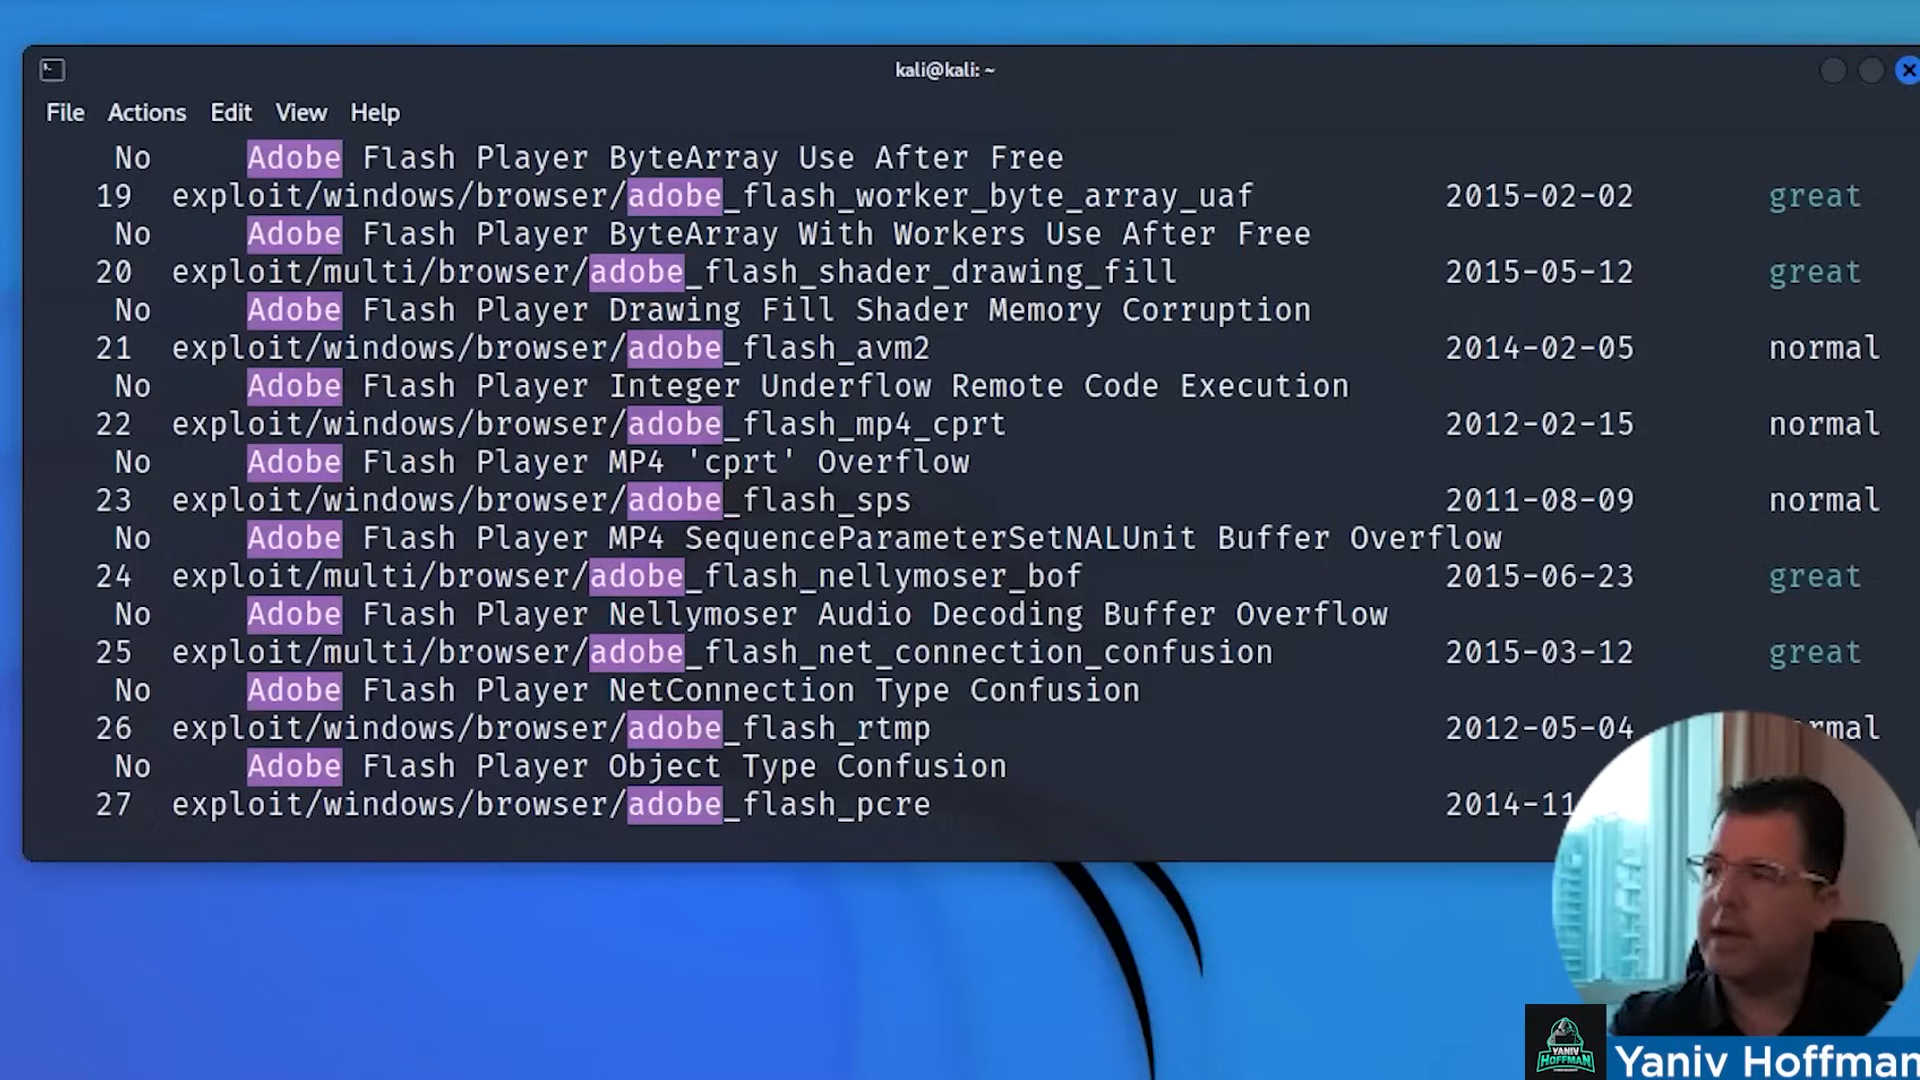 kali@kali: ~
File Actions Edit View Help
No Adobe Flash Player ByteArray Use After Free
19 exploit/windows/browser/adobe_flash_worker_byte_array_uaf 2015-02-02 great
No Adobe Flash Player ByteArray With Workers Use After Free
20 exploit/multi/browser/adobe_flash_shader_drawing_fill 2015-05-12 great
No Adobe Flash Player Drawing Fill Shader Memory Corruption
21 exploit/windows/browser/adobe_flash_avm2 2014-02-05 normal
No Adobe Flash Player Integer Underflow Remote Code Execution
22 exploit/windows/browser/adobe_flash_mp4_cprt 2012-02-15 normal
No Adobe Flash Player MP4 'cprt' Overflow
23 exploit/windows/browser/adobe_flash_sps 2011-08-09 normal
No Adobe Flash Player MP4 SequenceParameterSetNALUnit Buffer Overflow
24 exploit/multi/browser/adobe_flash_nellymoser_bof 2015-06-23 great
No Adobe Flash Player Nellymoser Audio Decoding Buffer Overflow
25 exploit/multi/browser/adobe_flash_net_connection_confusion 2015-03-12 great
No Adobe Flash Player NetConnection Type Confusion
26 exploit/windows/browser/adobe_flash_rtmp 2012-05-04 rmal
No Adobe Flash Player Object Type Confusion
27 exploit/windows/browser/adobe_flash_pcre 2014-11
YANIV
HOFFMAN
Yaniv Hoffman